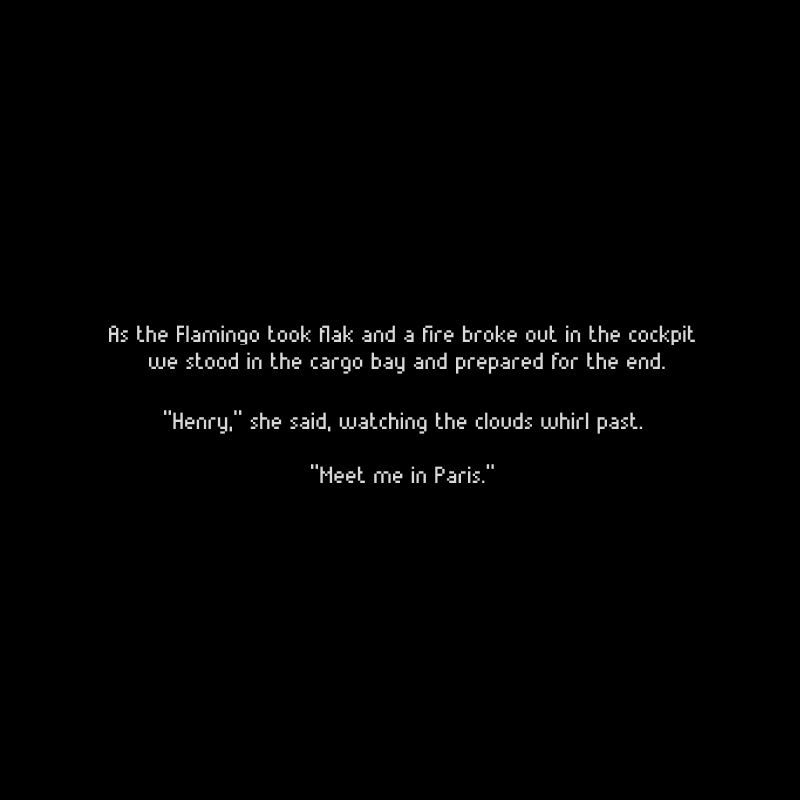 As the Flamingo took flak and a fire broke out in the cockpit
we stood in the cargo bay and prepared for the end.
"Henry," she said, watching the clouds whirl past.
"Meet me in Paris."